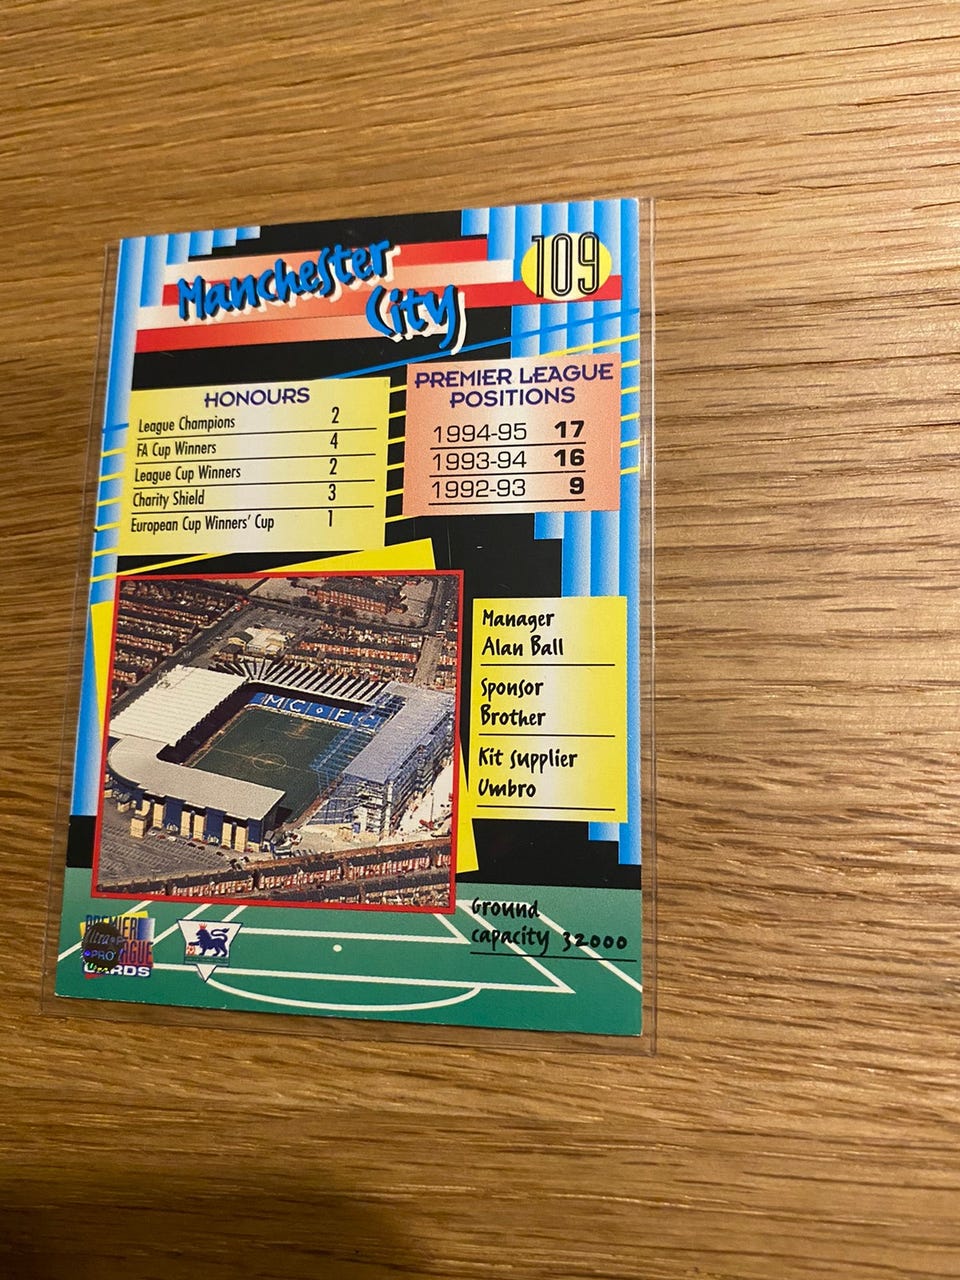 Manchester
City
109
HONOURS
League Champions 2
FA Cup Winners 4
League Cup Winners 2
Charity Shield 3
European Cup Winners' Cup 1
PREMIER LEAGUE
POSITIONS
1994-95 17
1993-94 16
1992-93 9
MCFC
Manager
Alan Ball
Sponsor
Brother
Kit supplier
Umbro
Ground
capacity 32000
PREMIER
Ultra
PRO